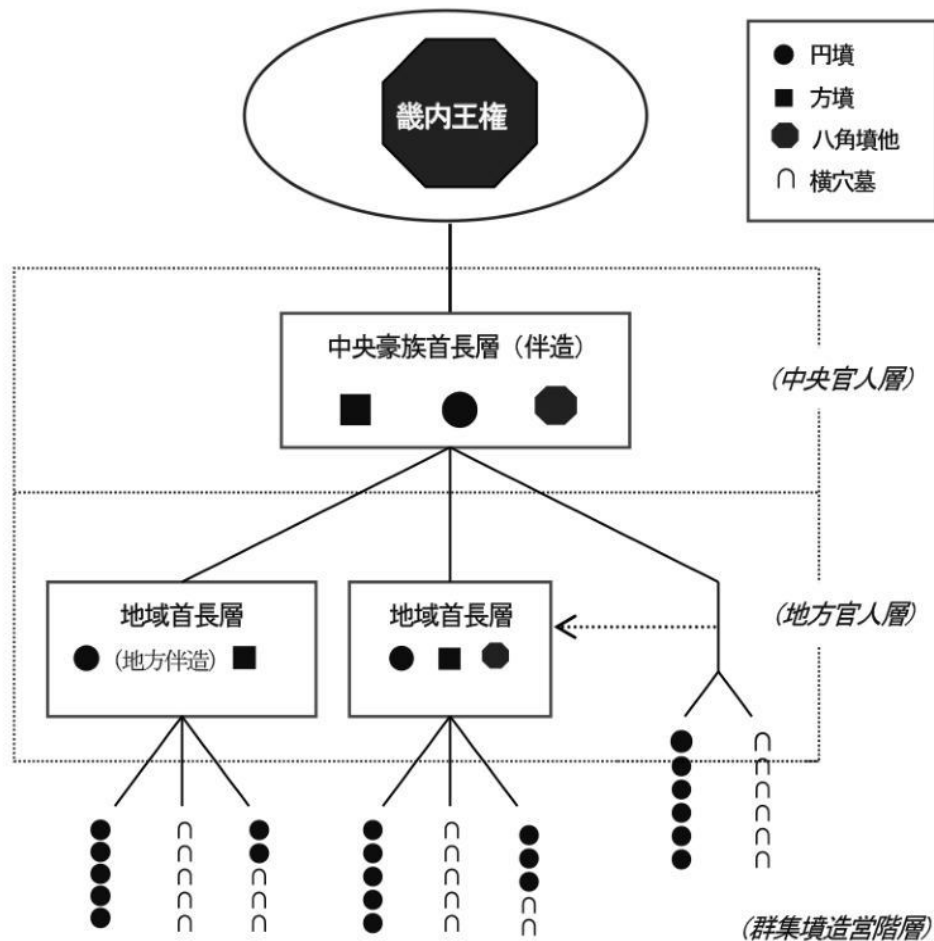 畿内王権
円墳
方墳
八角墳他
横穴墓
中央豪族首長層（伴造）
（中央官人層）
地域首長層
（地方伴造）
地域首長層
（地方官人層）
（群集墳造営階層）